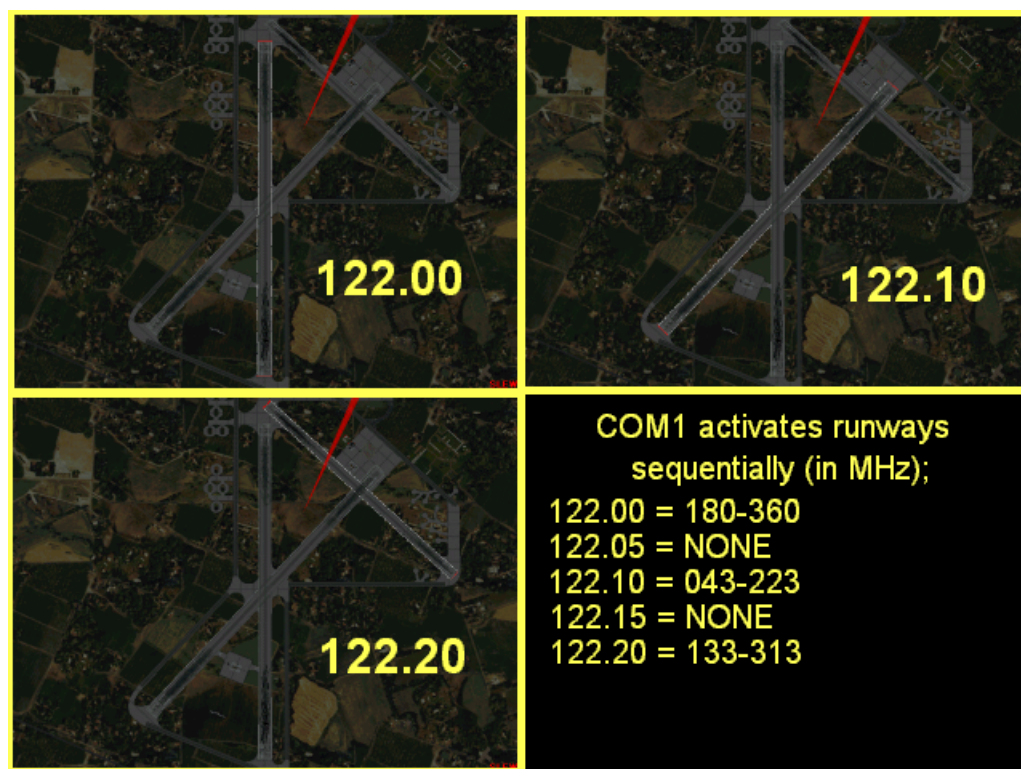 122.00
122.10
122.20
COM1 activates runways
sequentially (in MHz);
122.00 = 180-360
122.05 = NONE
122.10 = 043-223
122.15 = NONE
122.20 = 133-313